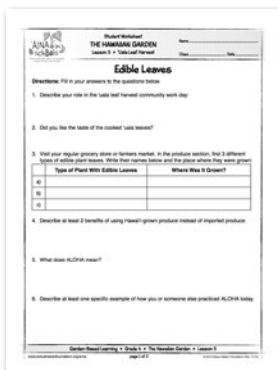 'AINA IN SCHOOLS
Student Worksheet
THE HAWAIIAN GARDEN
Lesson 5 • 'Uala Leaf Harvest
Name
Class Date
Edible Leaves
Directions: Fill in your answers to the questions below.
1. Describe your role in the 'uala leaf harvest community work day:
2. Did you like the taste of the cooked 'uala leaves?
3. Visit your regular grocery store or farmers market. In the produce section, find 3 different
types of edible plant leaves. Write their names below and the place where they were grown:
Type of Plant With Edible Leaves Where Was It Grown?
a)
b)
c)
4. Describe at least 2 benefits of using Hawai'i-grown produce instead of imported produce:
5. What does ALOHA mean?
6. Describe at least one specific example of how you or someone else practiced ALOHA today.
Garden-Based Learning • Grade 4 • The Hawaiian Garden • Lesson 5
page 1 of 2